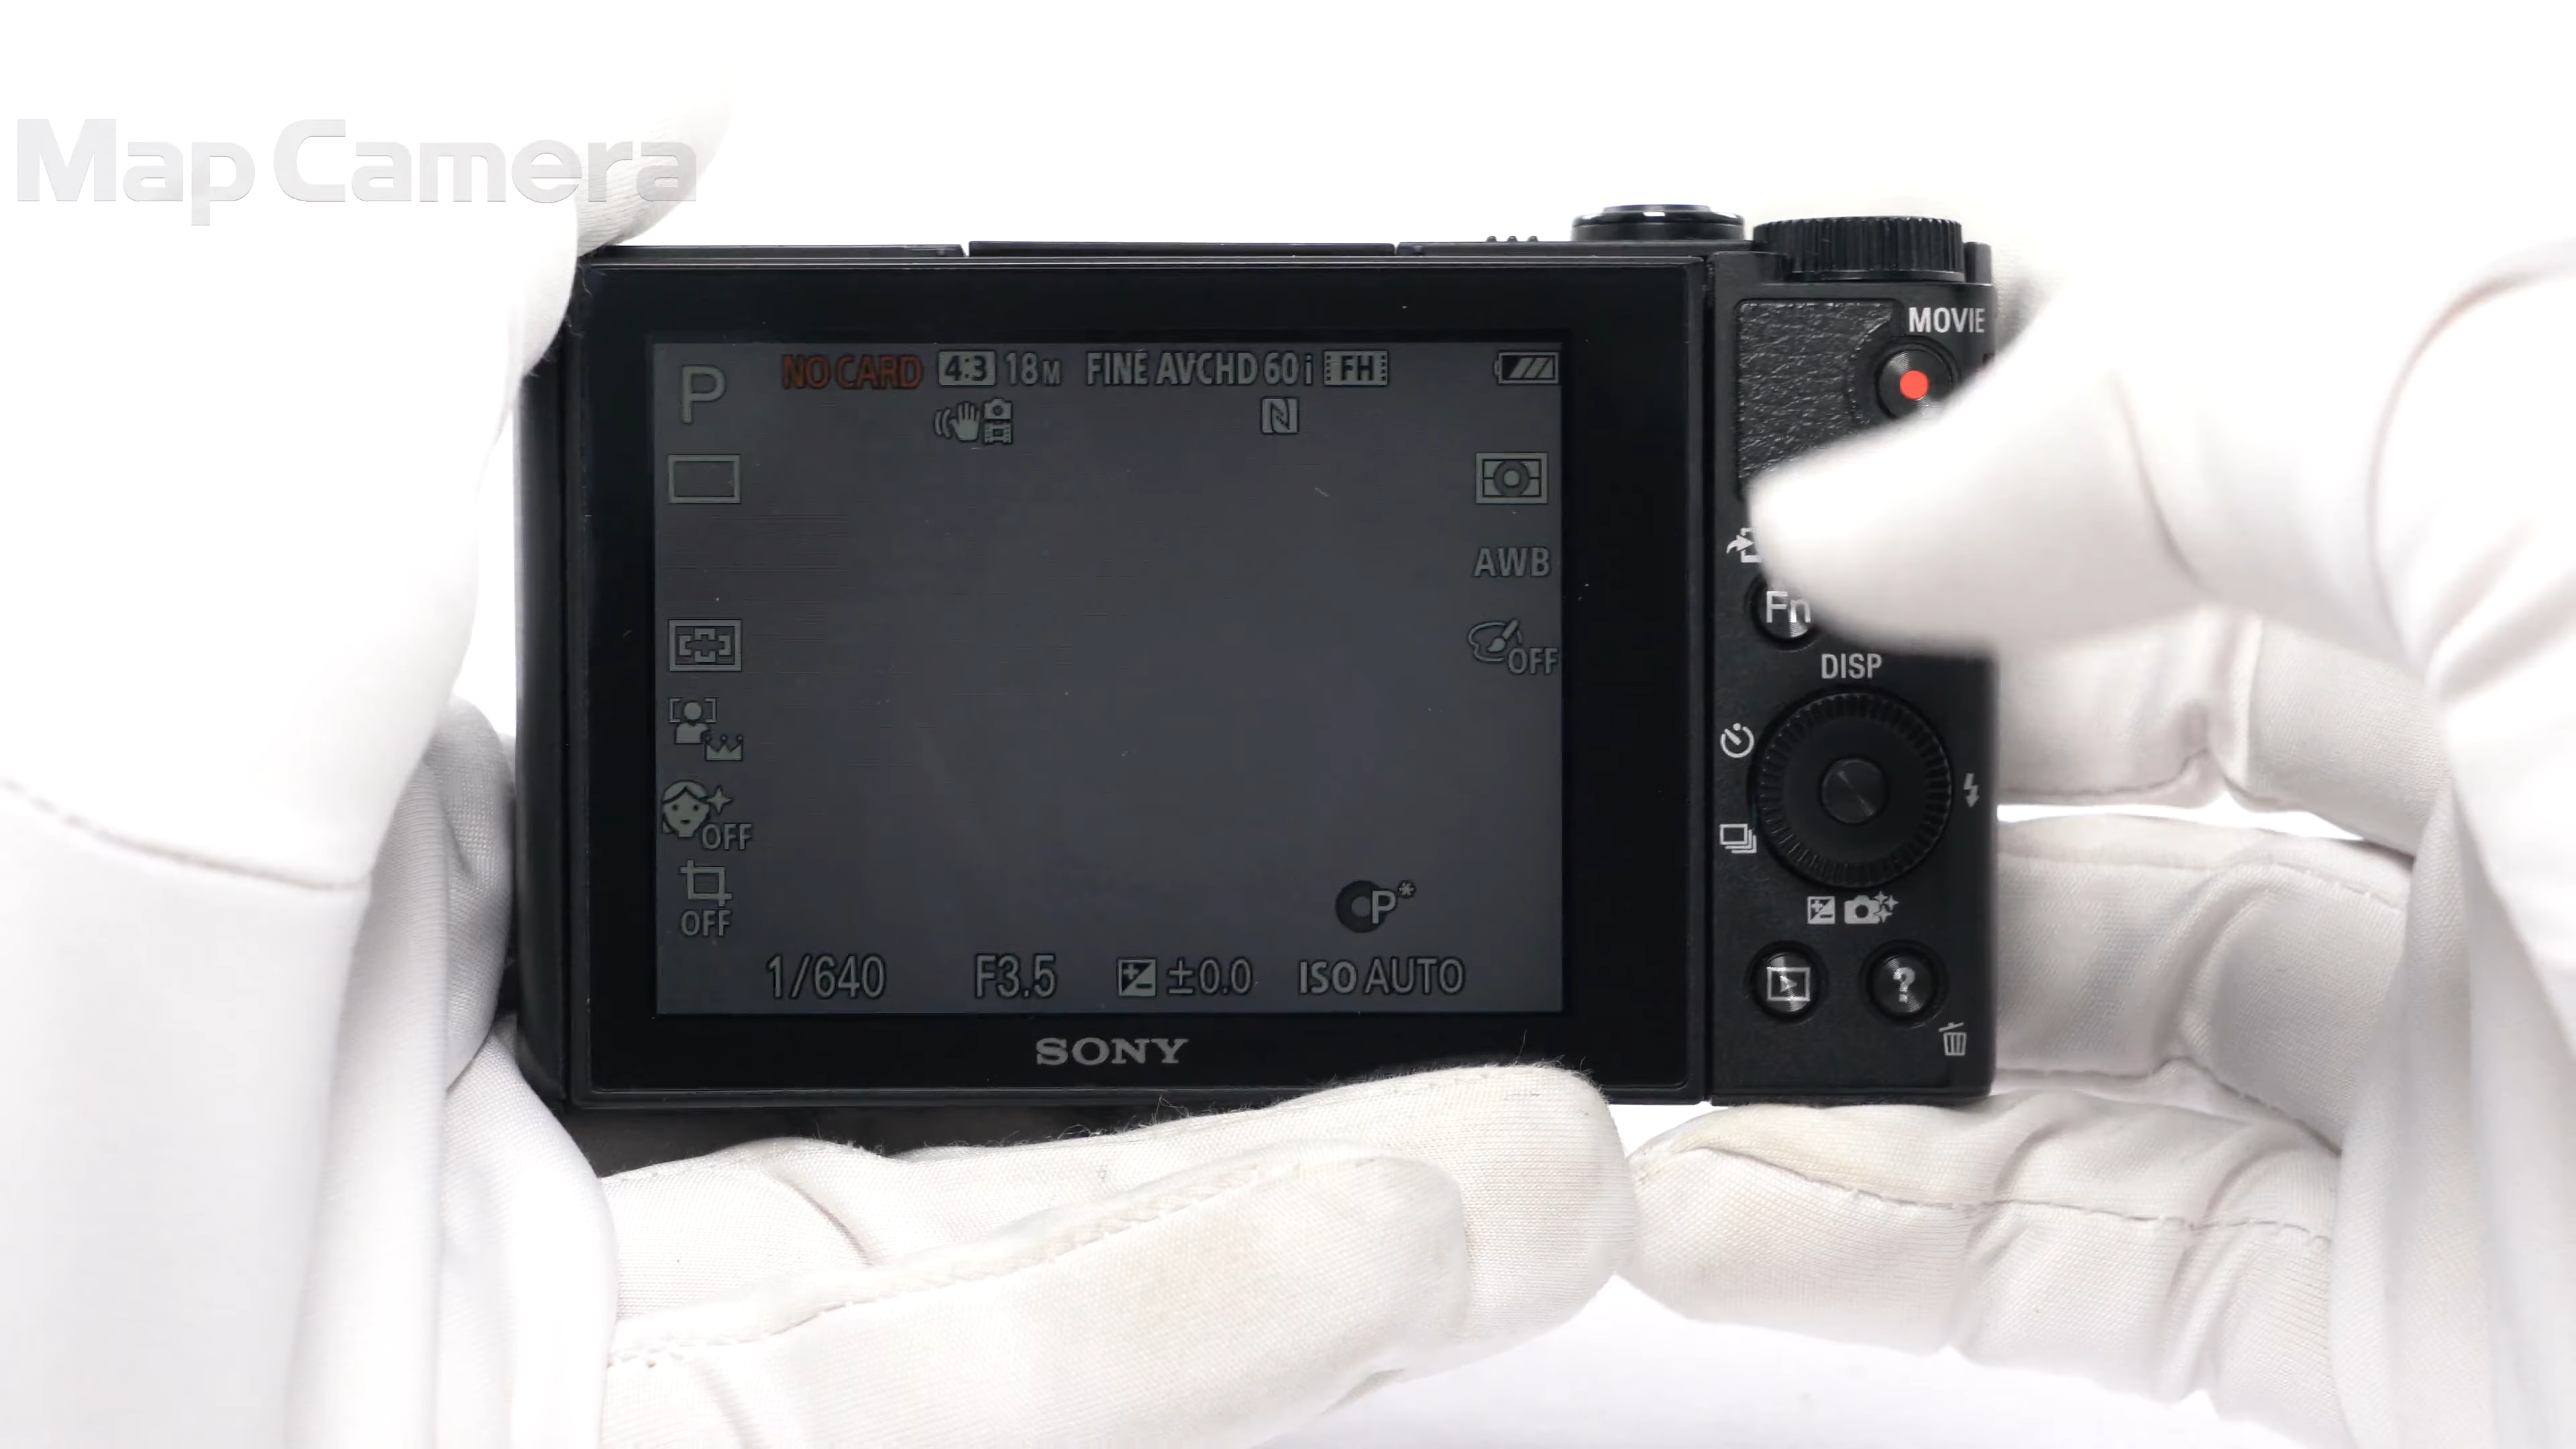 Map Camera
MOVIE
P NO CARD 4:3 18M FINE AVCHD 60i FH
N
AWB
OFF
Fn
DISP
OFF
OFF
P*
1/640 F3.5 ±0.0 ISO AUTO
?
SONY